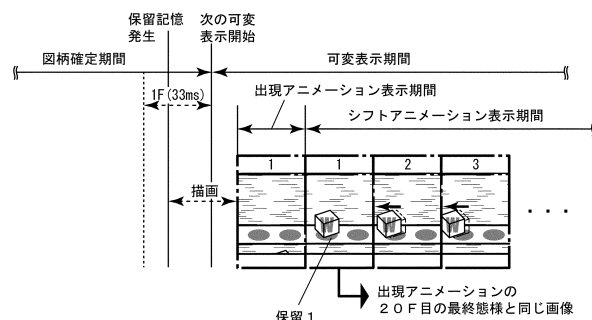 保留記憶
発生
次の可変
表示開始
図柄確定期間
可変表示期間
1F(33ms)
出現アニメーション表示期間
シフトアニメーション表示期間
1
1
2
3
描画
W
W
W
・・・
保留1
出現アニメーションの
20F目の最終態様と同じ画像